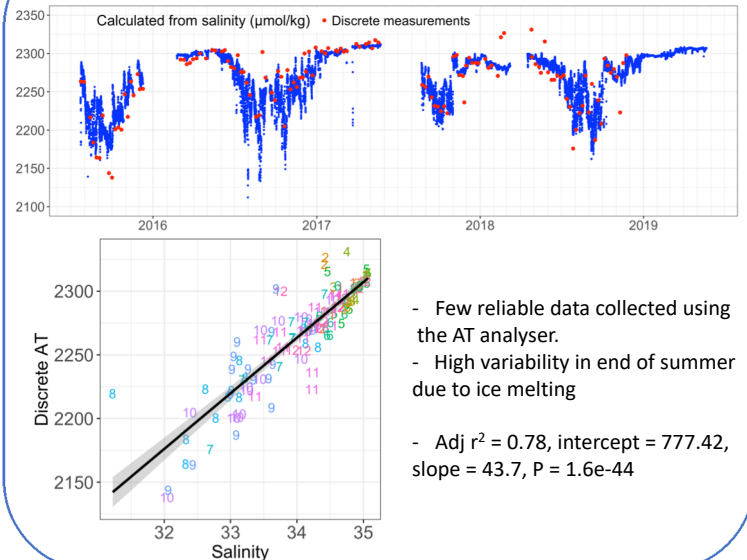 Calculated from salinity (μmol/kg) • Discrete measurements
2350
2300
2250
2200
2150
2100
2016 2017 2018 2019
Discrete AT
2300
2250
2200
2150
32 33 34 35
Salinity
- Few reliable data collected using
the AT analyser.
- High variability in end of summer
due to ice melting
- Adj r² = 0.78, intercept = 777.42,
slope = 43.7, P = 1.6e-44